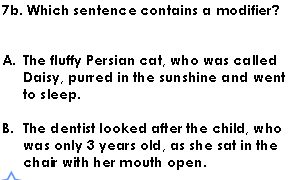 7b. Which sentence contains a modifier?
A. The fluffy Persian cat, who was called
Daisy, purred in the sunshine and went
to sleep.
B. The dentist looked after the child, who
was only 3 years old, as she sat in the
chair with her mouth open.